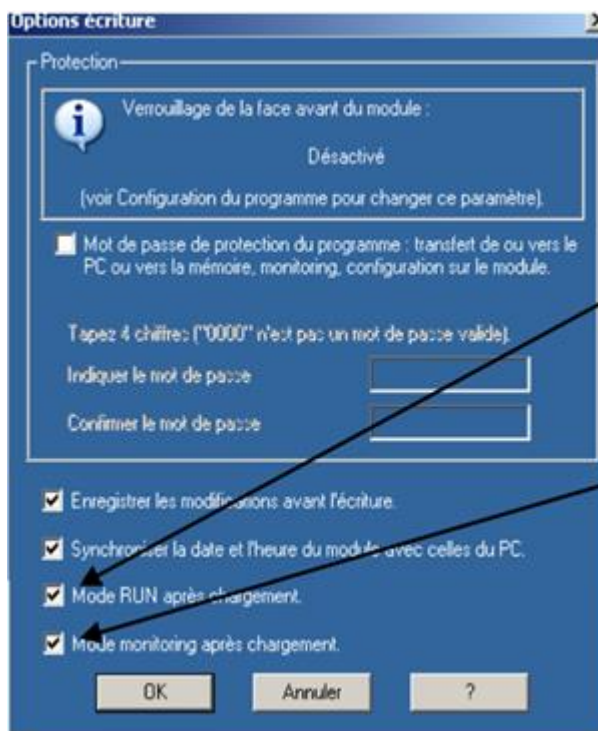 Options écriture
Protection
Verrouillage de la face avant du module :
Désactivé
(voir Configuration du programme pour changer ce paramètre).
Mot de passe de protection du programme : transfert de ou vers le
PC ou vers la mémoire, monitoring, configuration sur le module.
Tapez 4 chiffres ("0000" n'est pas un mot de passe valide).
Indiquer le mot de passe
Confirmer le mot de passe
Enregistrer les modifications avant l'écriture.
Synchroniser la date et l'heure du module avec celles du PC.
Mode RUN après chargement.
Mode monitoring après chargement.
OK Annuler ?